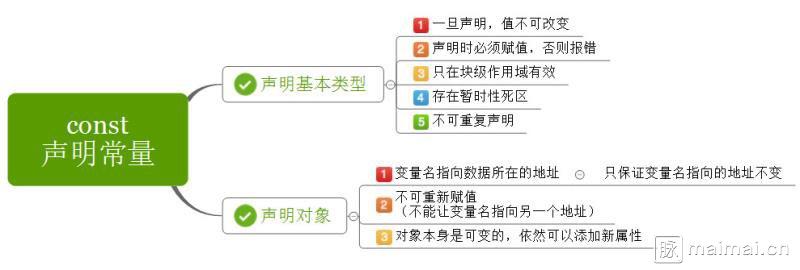 const
声明常量
声明基本类型
1 一旦声明，值不可改变
2 声明时必须赋值，否则报错
3 只在块级作用域有效
4 存在暂时性死区
5 不可重复声明
声明对象
1 变量名指向数据所在的地址
只保证变量名指向的地址不变
2 不可重新赋值
（不能让变量名指向另一个地址）
3 对象本身是可变的，依然可以添加新属性
脉 maimai.cn